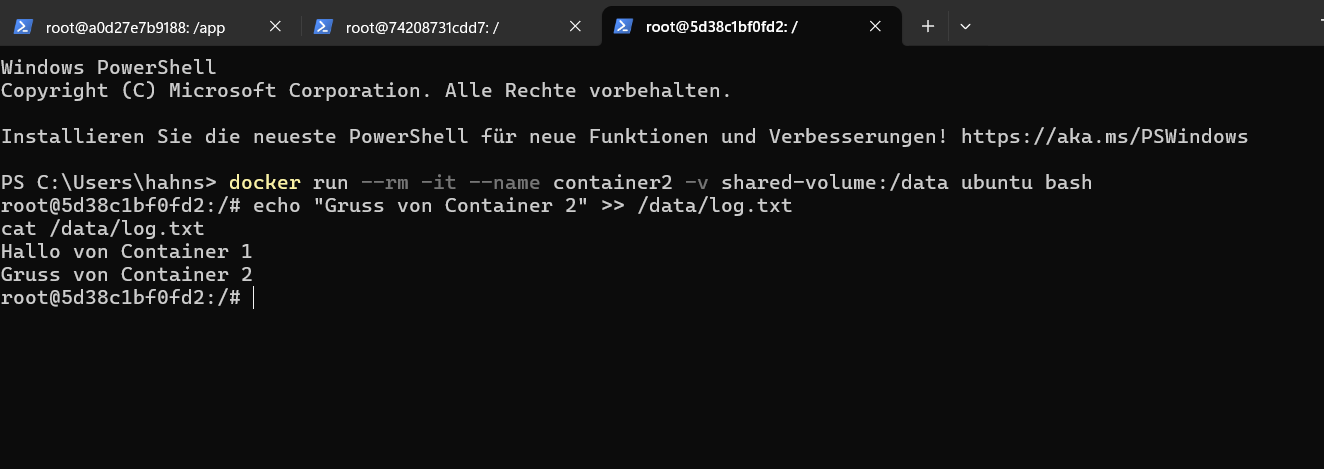 root@a0d27e7b9188: /app
root@74208731cdd7: /
root@5d38c1bf0fd2: /
Windows PowerShell
Copyright (C) Microsoft Corporation. Alle Rechte vorbehalten.
Installieren Sie die neueste PowerShell für neue Funktionen und Verbesserungen! https://aka.ms/PSWindows
PS C:\Users\hahns> docker run --rm -it --name container2 -v shared-volume:/data ubuntu bash
root@5d38c1bf0fd2:/# echo "Gruss von Container 2" >> /data/log.txt
cat /data/log.txt
Hallo von Container 1
Gruss von Container 2
root@5d38c1bf0fd2:/#